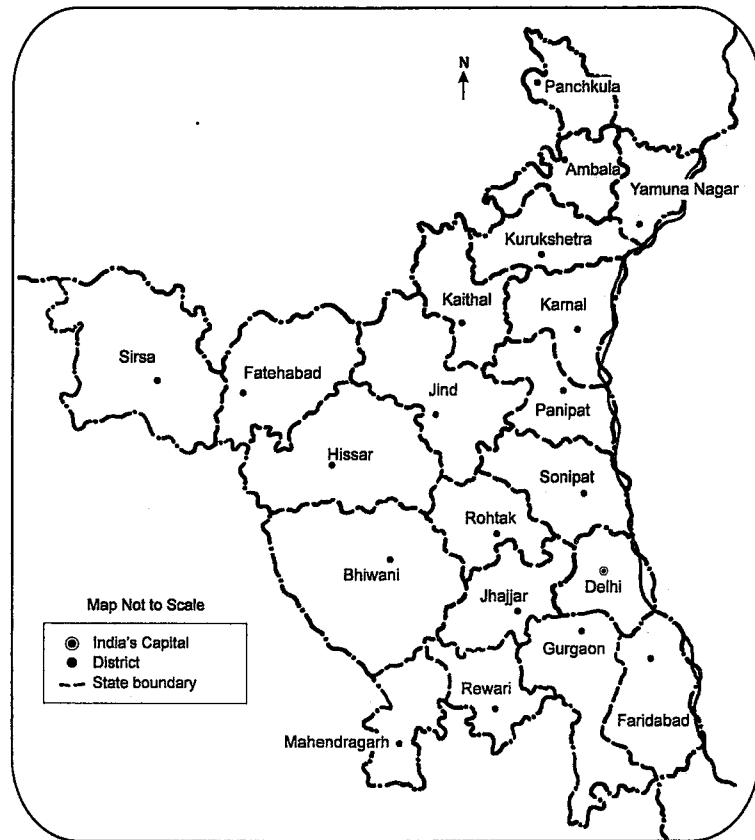 N
Panchkula
Ambala
Yamuna Nagar
Kurukshetra
Kaithal
Karnal
Sirsa
Fatehabad
Jind
Panipat
Hissar
Sonipat
Rohtak
Bhiwani
Delhi
Jhajjar
Map Not to Scale
India's Capital
District
State boundary
Gurgaon
Rewari
Faridabad
Mahendragarh